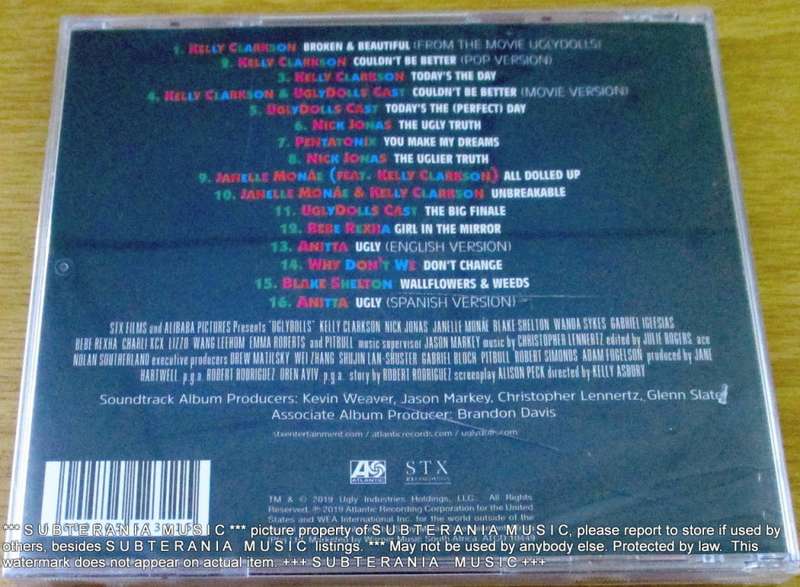 1. KELLY CLARKSON BROKEN & BEAUTIFUL (FROM THE MOVIE UGLYDOLLS)
2. KELLY CLARKSON COULDN'T BE BETTER (POP VERSION)
3. KELLY CLARKSON TODAY'S THE DAY
4. KELLY CLARKSON & UGLYDOLLS CAST COULDN'T BE BETTER (MOVIE VERSION)
5. UGLYDOLLS CAST TODAY'S THE (PERFECT) DAY
6. NICK JONAS THE UGLY TRUTH
7. PENTATONIX YOU MAKE MY DREAMS
8. NICK JONAS THE UGLIER TRUTH
9. JANELLE MONÁE (FEAT. KELLY CLARKSON) ALL DOLLED UP
10. JANELLE MONÁE & KELLY CLARKSON UNBREAKABLE
11. UGLYDOLLS CAST THE BIG FINALE
12. BEBE REXHA GIRL IN THE MIRROR
13. ANITTA UGLY (ENGLISH VERSION)
14. WHY DON'T WE DON'T CHANGE
15. BLAKE SHELTON WALLFLOWERS & WEEDS
16. ANITTA UGLY (SPANISH VERSION)
STX FILMS and ALIBABA PICTURES Presents "UGLYDOLLS" KELLY CLARKSON NICK JONAS JANELLE MONÁE BLAKE SHELTON WANDA SYKES GABRIEL IGLESIAS
BEBE REXHA CHARLI XCX LIZZO WANG LEEHOM EMMA ROBERTS and PITBULL music supervisor JASON MARKEY music by CHRISTOPHER LENNERTZ edited by JULIE ROGERS, ace
NOLAN SOUTHERLAND executive producers DREW MATILSKY WEI ZHANG SHUJIN LAN-SHUSTER GABRIEL BLOCH PITBULL ROBERT SIMONDS ADAM FOGELSON produced by JANE
HARTWELL, p.g.a. ROBERT RODRIGUEZ OREN AVIV, p.g.a. story by ROBERT RODRIGUEZ screenplay ALISON PECK directed by KELLY ASBURY
Soundtrack Album Producers: Kevin Weaver, Jason Markey, Christopher Lennertz, Glenn Slater
Associate Album Producer: Brandon Davis
stxentertainment.com / atlanticrecords.com / uglydolls.com
ATLANTIC
STX
RECORDINGS
TM & © 2019 Ugly Industries Holdings, LLC. All Rights
Reserved. ℗ 2019 Atlantic Recording Corporation for the United
States and WEA International Inc. for the world outside of the
Marketed by Warner Music South Africa.
*** S U B T E R A N I A  M U S I C *** picture property of S U B T E R A N I A  M U S I C, please report to store if used by
others, besides S U B T E R A N I A  M U S I C listings. *** May not be used by anybody else. Protected by law. This
watermark does not appear on actual item. +++ S U B T E R A N I A  M U S I C +++